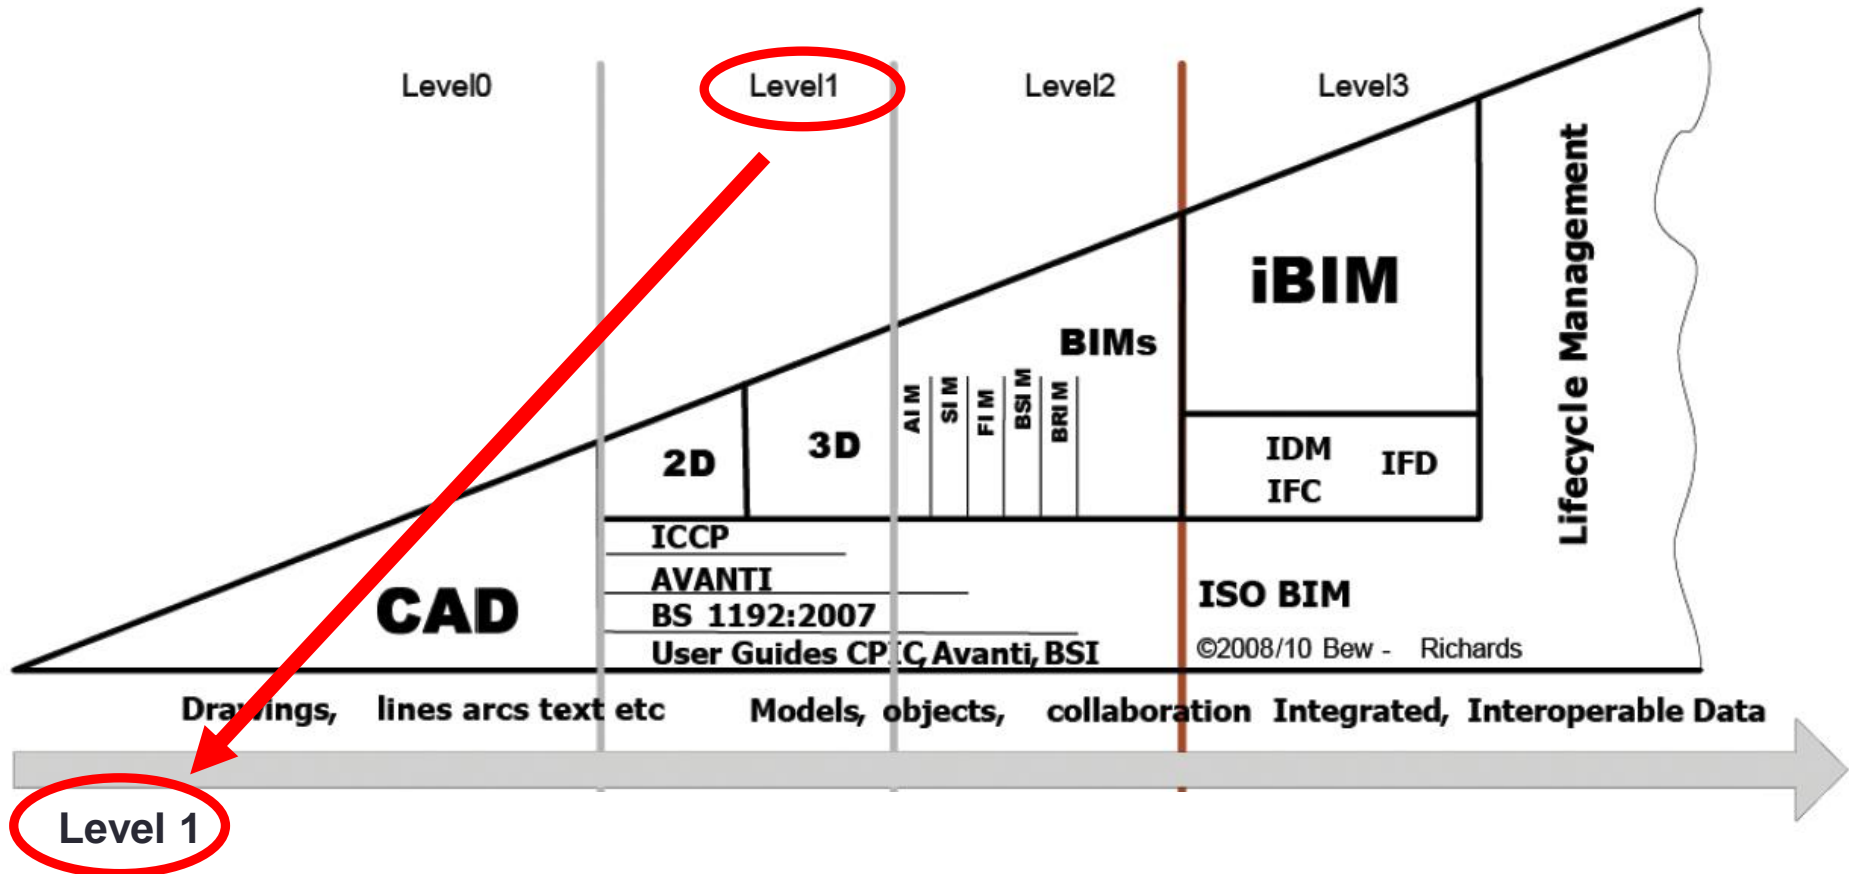 Level0
Level1
Level2
Level3
iBIM
BIMs
Lifecycle Management
2D
3D
AI M
SI M
FI M
BSI M
BRI M
IDM
IFD
IFC
ICCP
AVANTI
BS 1192:2007
User Guides CPIC, Avanti, BSI
CAD
ISO BIM
©2008/10 Bew - Richards
Drawings, lines arcs text etc Models, objects, collaboration Integrated, Interoperable Data
Level 1